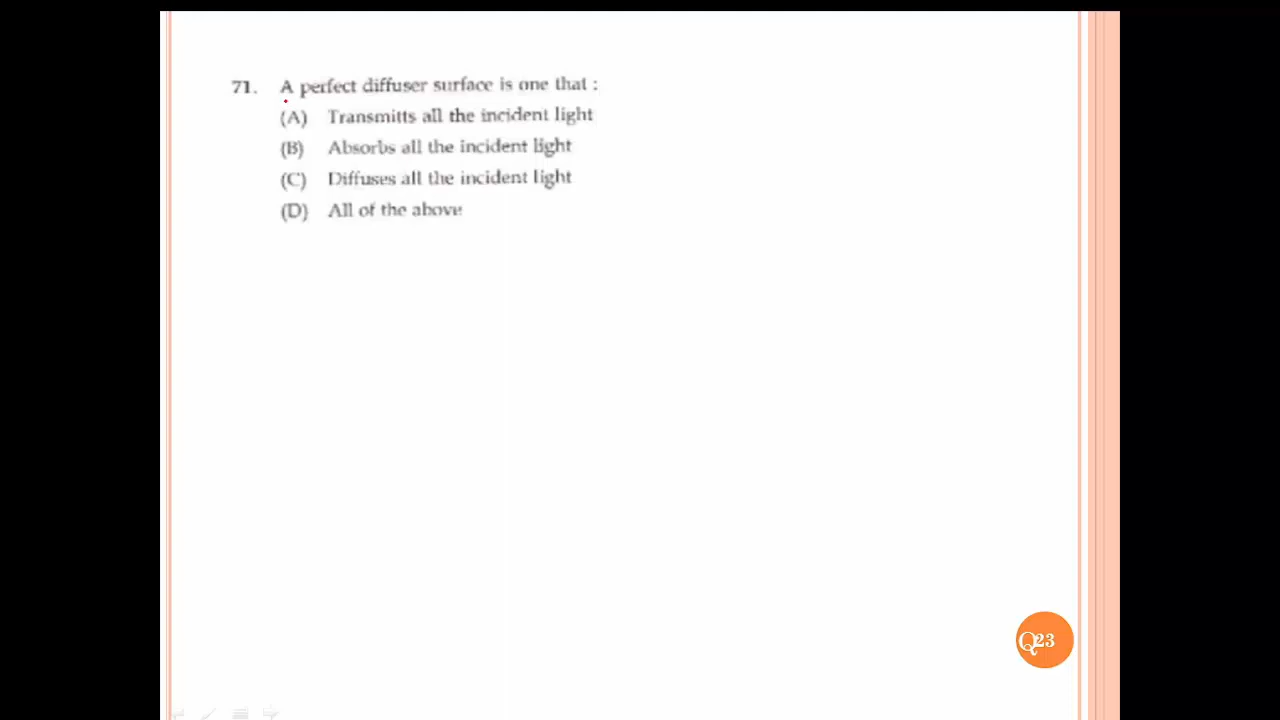 71. A perfect diffuser surface is one that :
(A) Transmitts all the incident light
(B) Absorbs all the incident light
(C) Diffuses all the incident light
(D) All of the above
Q23